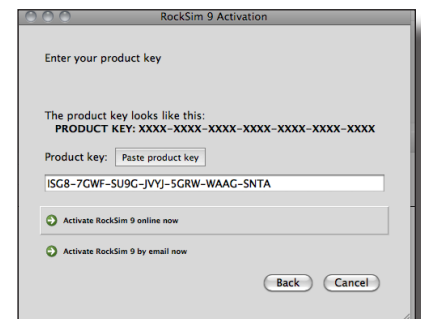 RockSim 9 Activation
Enter your product key
The product key looks like this:
PRODUCT KEY: XXXX-XXXX-XXXX-XXXX-XXXX-XXXX-XXXX
Product key: Paste product key
ISG8-7GWF-SU9G-JVYJ-5GRW-WAAG-SNTA
Activate RockSim 9 online now
Activate RockSim 9 by email now
Back Cancel